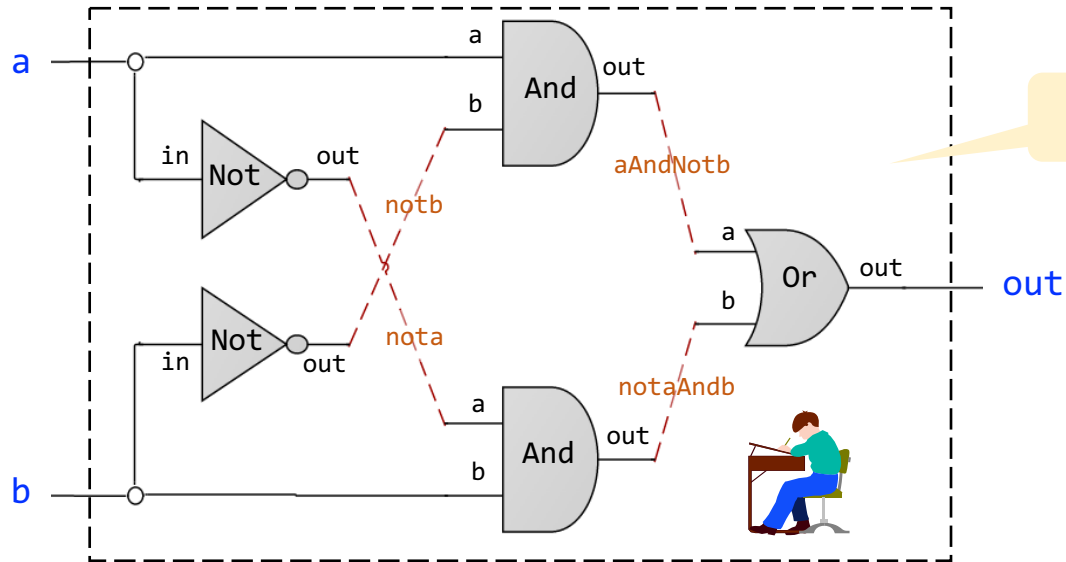 a
a
And
out
b
in
Not
out
aAndNotb
notb
a
Or
out
out
b
Not
in
out
nota
notaAndb
a
And
out
b
b